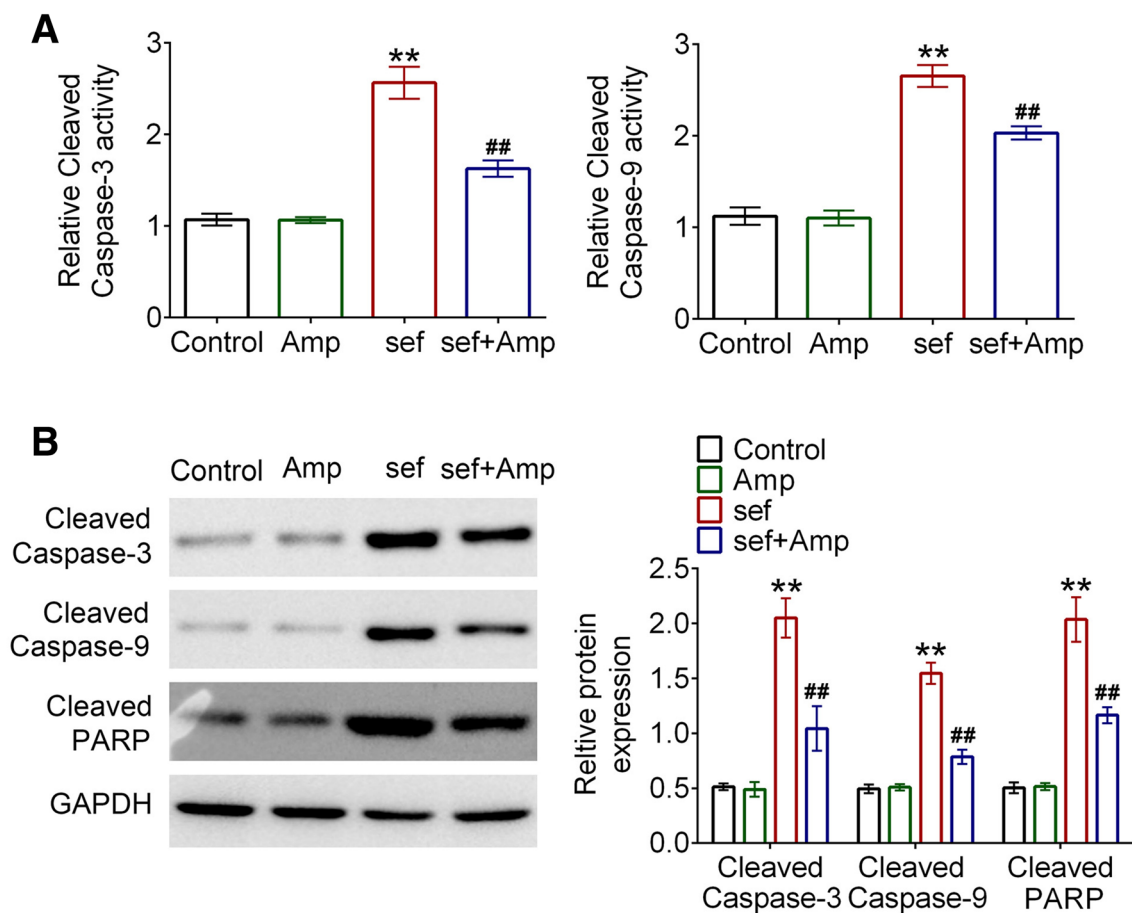 A
Relative Cleaved
Caspase-3 activity
3
2
1
0
**
##
Control Amp sef sef+Amp
Relative Cleaved
Caspase-9 activity
3
2
1
0
**
##
Control Amp sef sef+Amp
B
Control Amp sef sef+Amp
Cleaved
Caspase-3
Cleaved
Caspase-9
Cleaved
PARP
GAPDH
Control
Amp
sef
sef+Amp
Reltive protein
expression
2.5
2.0
1.5
1.0
0.5
0.0
**
##
**
##
**
##
Cleaved
Caspase-3
Cleaved
Caspase-9
Cleaved
PARP